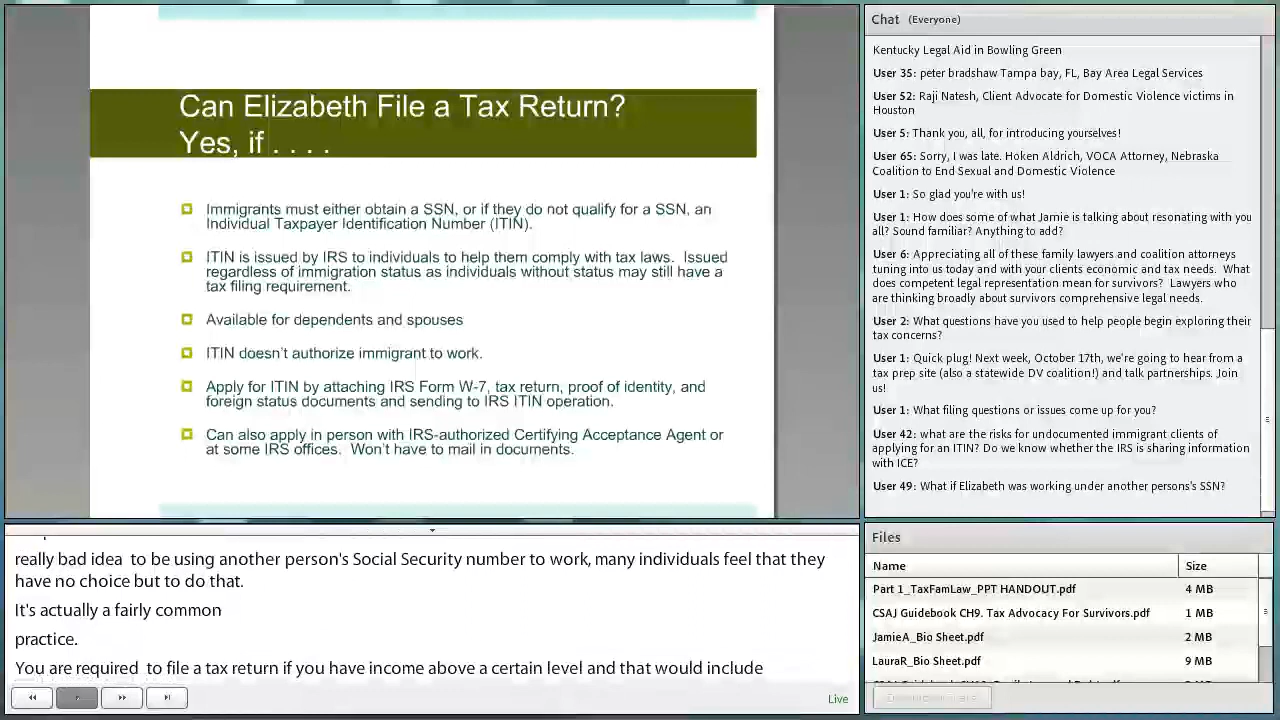 Can Elizabeth File a Tax Return?
Yes, if . . . .
Immigrants must either obtain a SSN, or if they do not qualify for a SSN, an
Individual Taxpayer Identification Number (ITIN).
ITIN is issued by IRS to individuals to help them comply with tax laws. Issued
regardless of immigration status as individuals without status may still have a
tax filing requirement.
Available for dependents and spouses
ITIN doesn't authorize immigrant to work.
Apply for ITIN by attaching IRS Form W-7, tax return, proof of identity, and
foreign status documents and sending to IRS ITIN operation.
Can also apply in person with IRS-authorized Certifying Acceptance Agent or
at some IRS offices. Won't have to mail in documents.
really bad idea to be using another person's Social Security number to work, many individuals feel that they
have no choice but to do that.
It's actually a fairly common
practice.
You are required to file a tax return if you have income above a certain level and that would include
Live
Chat (Everyone)
Kentucky Legal Aid in Bowling Green
User 35: peter bradshaw Tampa bay, FL, Bay Area Legal Services
User 52: Raji Natesh, Client Advocate for Domestic Violence victims in
Houston
User 5: Thank you, all, for introducing yourselves!
User 65: Sorry, I was late. Hoken Aldrich, VOCA Attorney, Nebraska
Coalition to End Sexual and Domestic Violence
User 1: So glad you're with us!
User 1: How does some of what Jamie is falking about resonating with you
all? Sound familiar? Anything to add?
User 6: Appreciating all of these family lawyers and coalition attorneys
tuning into us today and with your clients economic and tax needs. What
does competent legal representation mean for survivors? Lawyers who
are thinking broadly about survivors comprehensive legal needs.
User 2: What questions have you used to help people begin exploring their
tax concerns?
User 1: Quick plug! Next week, October 17th, we're going to hear from a
tax prep site (also a statewide DV coalition!) and talk partnerships. Join
us!
User 1: What filing questions or issues come up for you?
User 42: what are the risks for undocumented immigrant clients of
applying for an ITIN? Do we know whether the IRS is sharing information
with ICE?
User 49: What if Elizabeth was working under another persons's SSN?
Files
Name Size
Part 1_TaxFamLaw_PPT HANDOUT.pdf 4 MB
CSAJ Guidebook CH9. Tax Advocacy For Survivors.pdf 1 MB
JamieA_Bio Sheet.pdf 2 MB
LauraR_Bio Sheet.pdf 9 MB